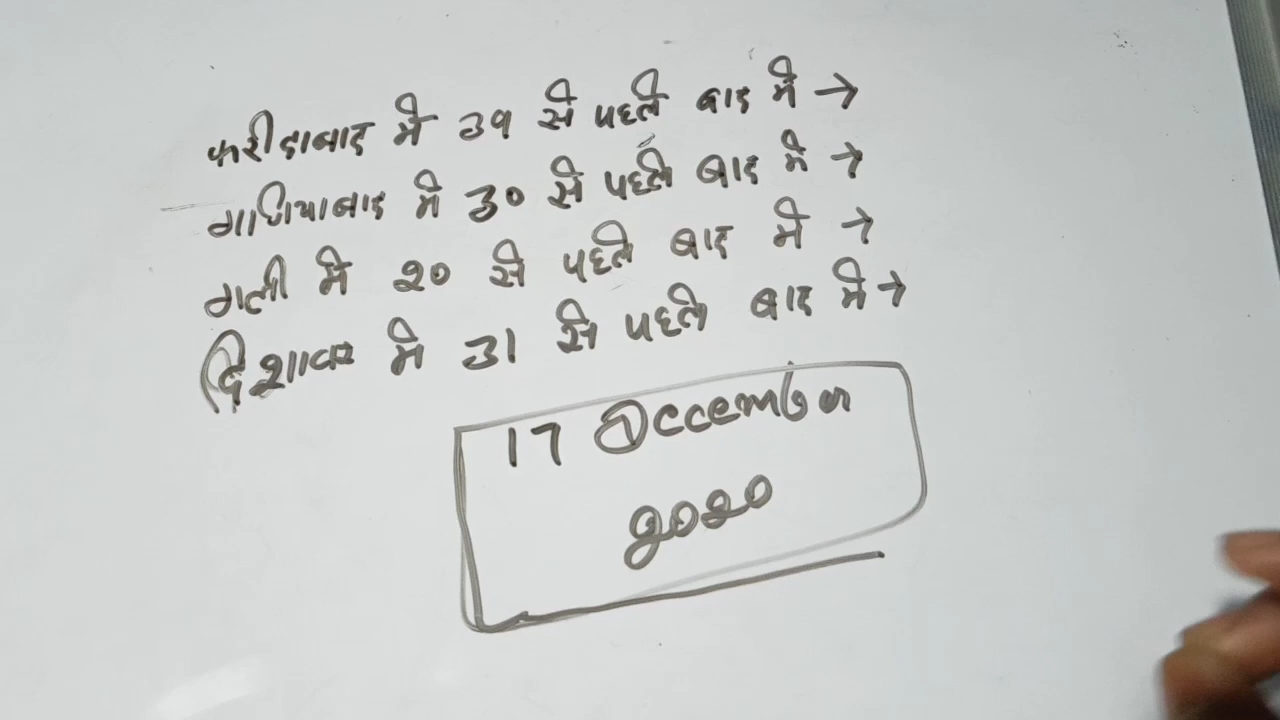 फरीदाबाद में 39 से पहले बाद में →
गाजियाबाद में 30 से पहले बाद में →
गली में 20 से पहले बाद में →
दिशावर में 31 से पहले बाद में →
17 December
2020